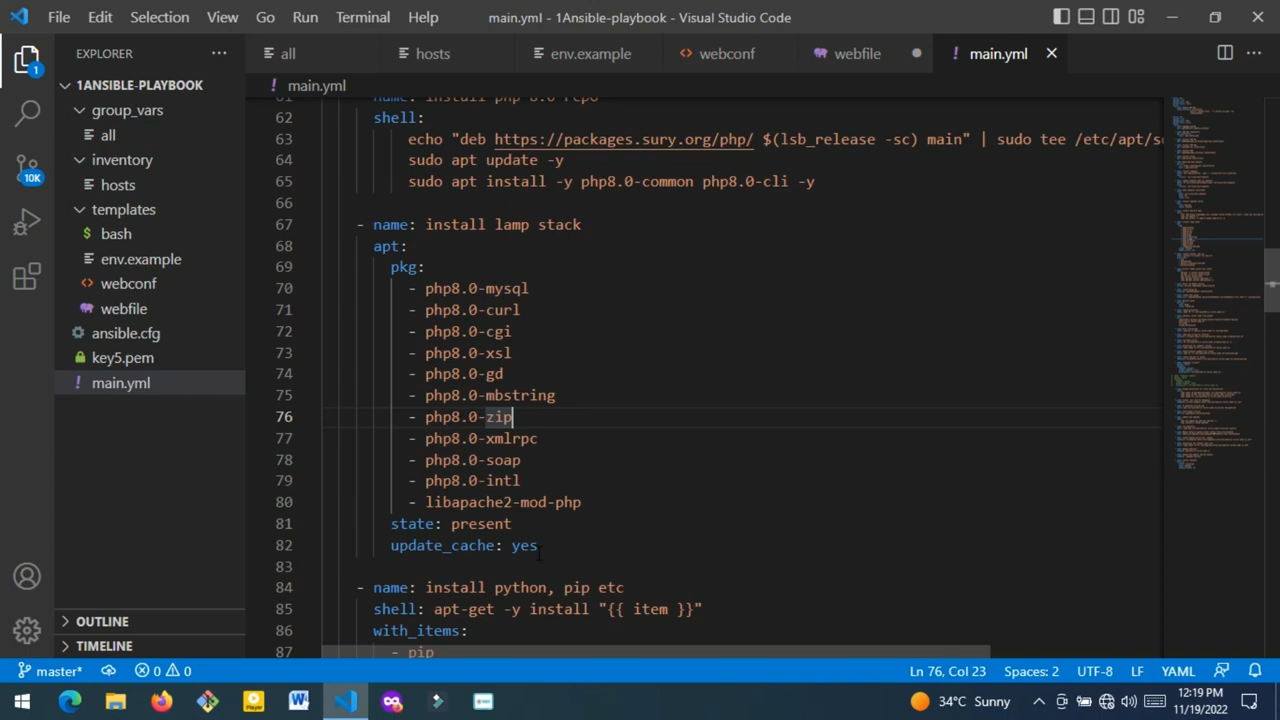 File Edit Selection View Go Run Terminal Help main.yml - 1Ansible-playbook - Visual Studio Code
EXPLORER
all hosts env.example webconf webfile main.yml
1ANSIBLE-PLAYBOOK
group_vars
all
inventory
hosts
templates
bash
env.example
webconf
webfile
ansible.cfg
key5.pem
main.yml
OUTLINE
TIMELINE
1
10K
main.yml
61 name: install php 8.0 repo
62 shell:
63 echo "deb https://packages.sury.org/php/ $(lsb_release -sc) main" | sudo tee /etc/apt/s
64 sudo apt update -y
65 sudo apt install -y php8.0-common php8.0-cli -y
66
67 - name: install lamp stack
68 apt:
69 pkg:
70 - php8.0-mysql
71 - php8.0-curl
72 - php8.0-cgi
73 - php8.0-xsl
74 - php8.0-gd
75 - php8.0-mbstring
76 - php8.0-zip
77 - php8.0-xmlrpc
78 - php8.0-soap
79 - php8.0-intl
80 - libapache2-mod-php
81 state: present
82 update_cache: yes
83
84 - name: install python, pip etc
85 shell: apt-get -y install "{{ item }}"
86 with_items:
87 - pip
master* 0 0 Ln 76, Col 23 Spaces: 2 UTF-8 LF YAML
Player
34°C Sunny
12:19 PM
11/19/2022